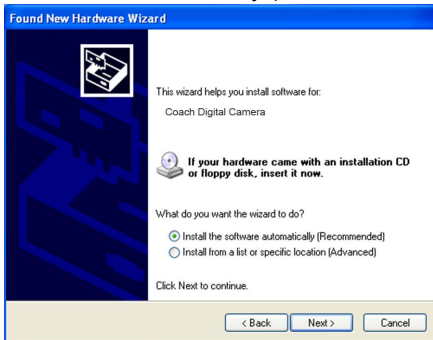 Found New Hardware Wizard
This wizard helps you install software for:
Coach Digital Camera
If your hardware came with an installation CD
or floppy disk, insert it now.
What do you want the wizard to do?
Install the software automatically (Recommended)
Install from a list or specific location (Advanced)
Click Next to continue.
< Back
Next >
Cancel